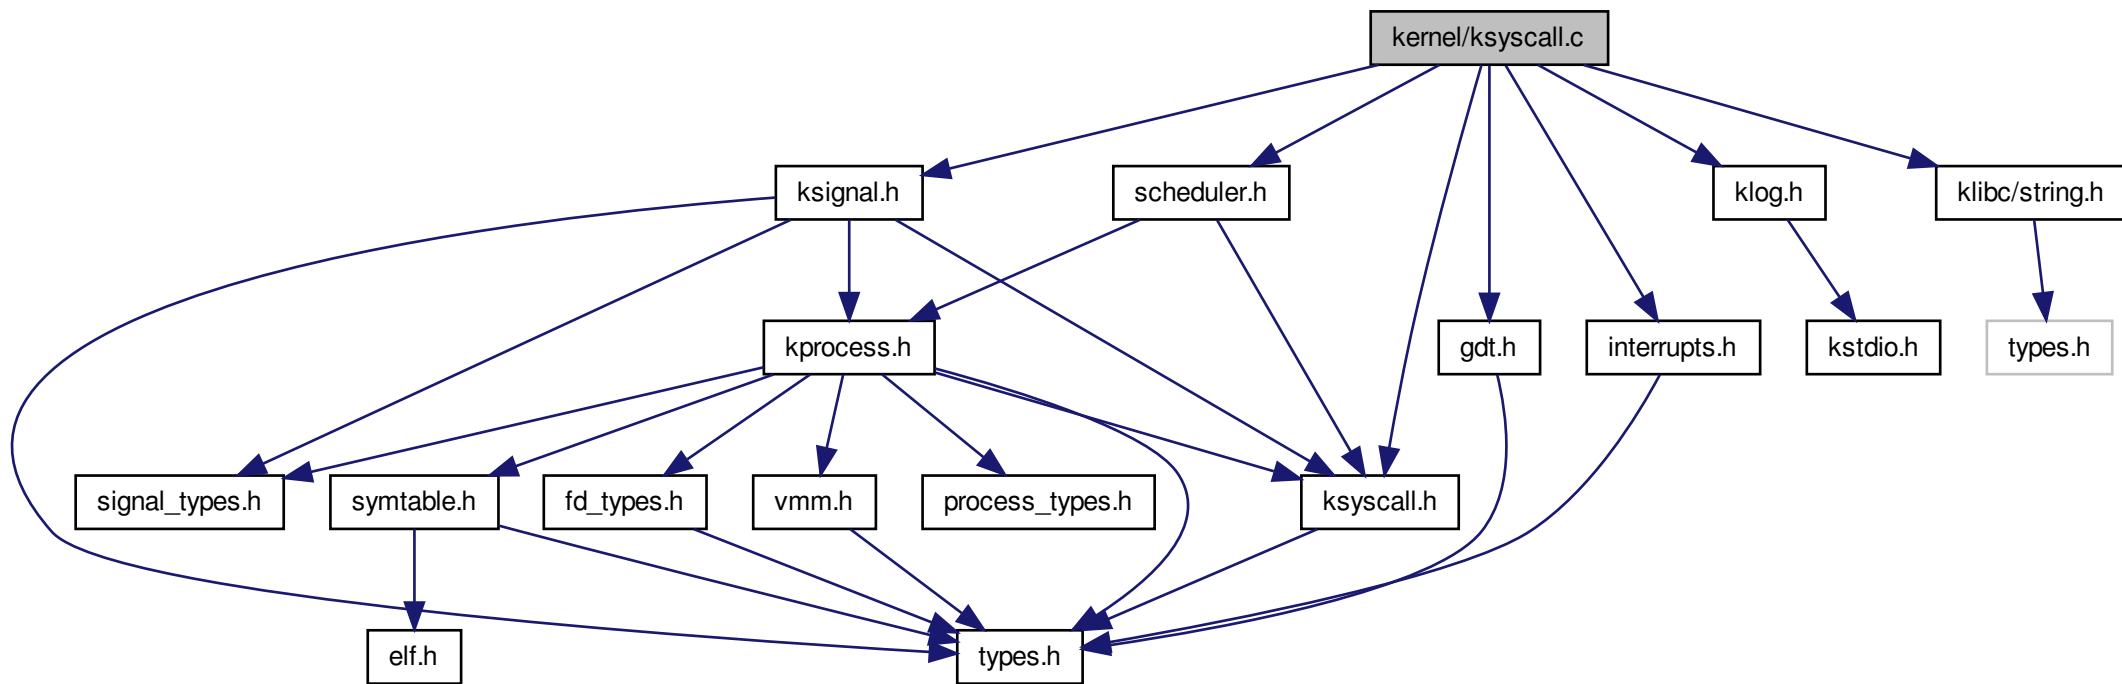 kernel/ksyscall.c
ksignal.h
scheduler.h
klog.h
klibc/string.h
kprocess.h
gdt.h
interrupts.h
kstdio.h
types.h
signal_types.h
symtable.h
fd_types.h
vmm.h
process_types.h
ksyscall.h
elf.h
types.h